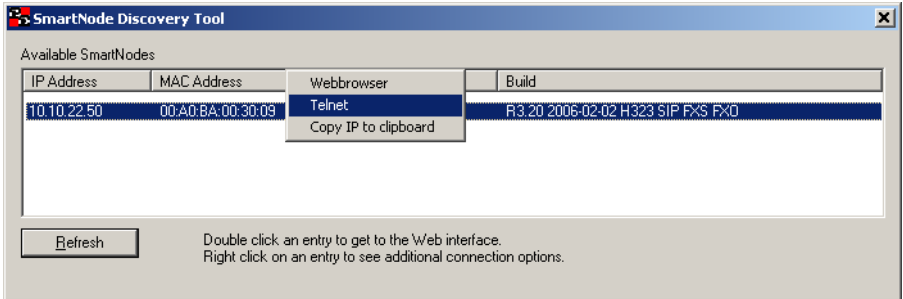 SmartNode Discovery Tool
Available SmartNodes
IP Address MAC Address Build
Webbrowser
10.10.22.50 00:A0:BA:00:30:09 R3.20 2006-02-02 H323 SIP FXS FXO
Telnet
Copy IP to clipboard
Refresh
Double click an entry to get to the Web interface.
Right click on an entry to see additional connection options.